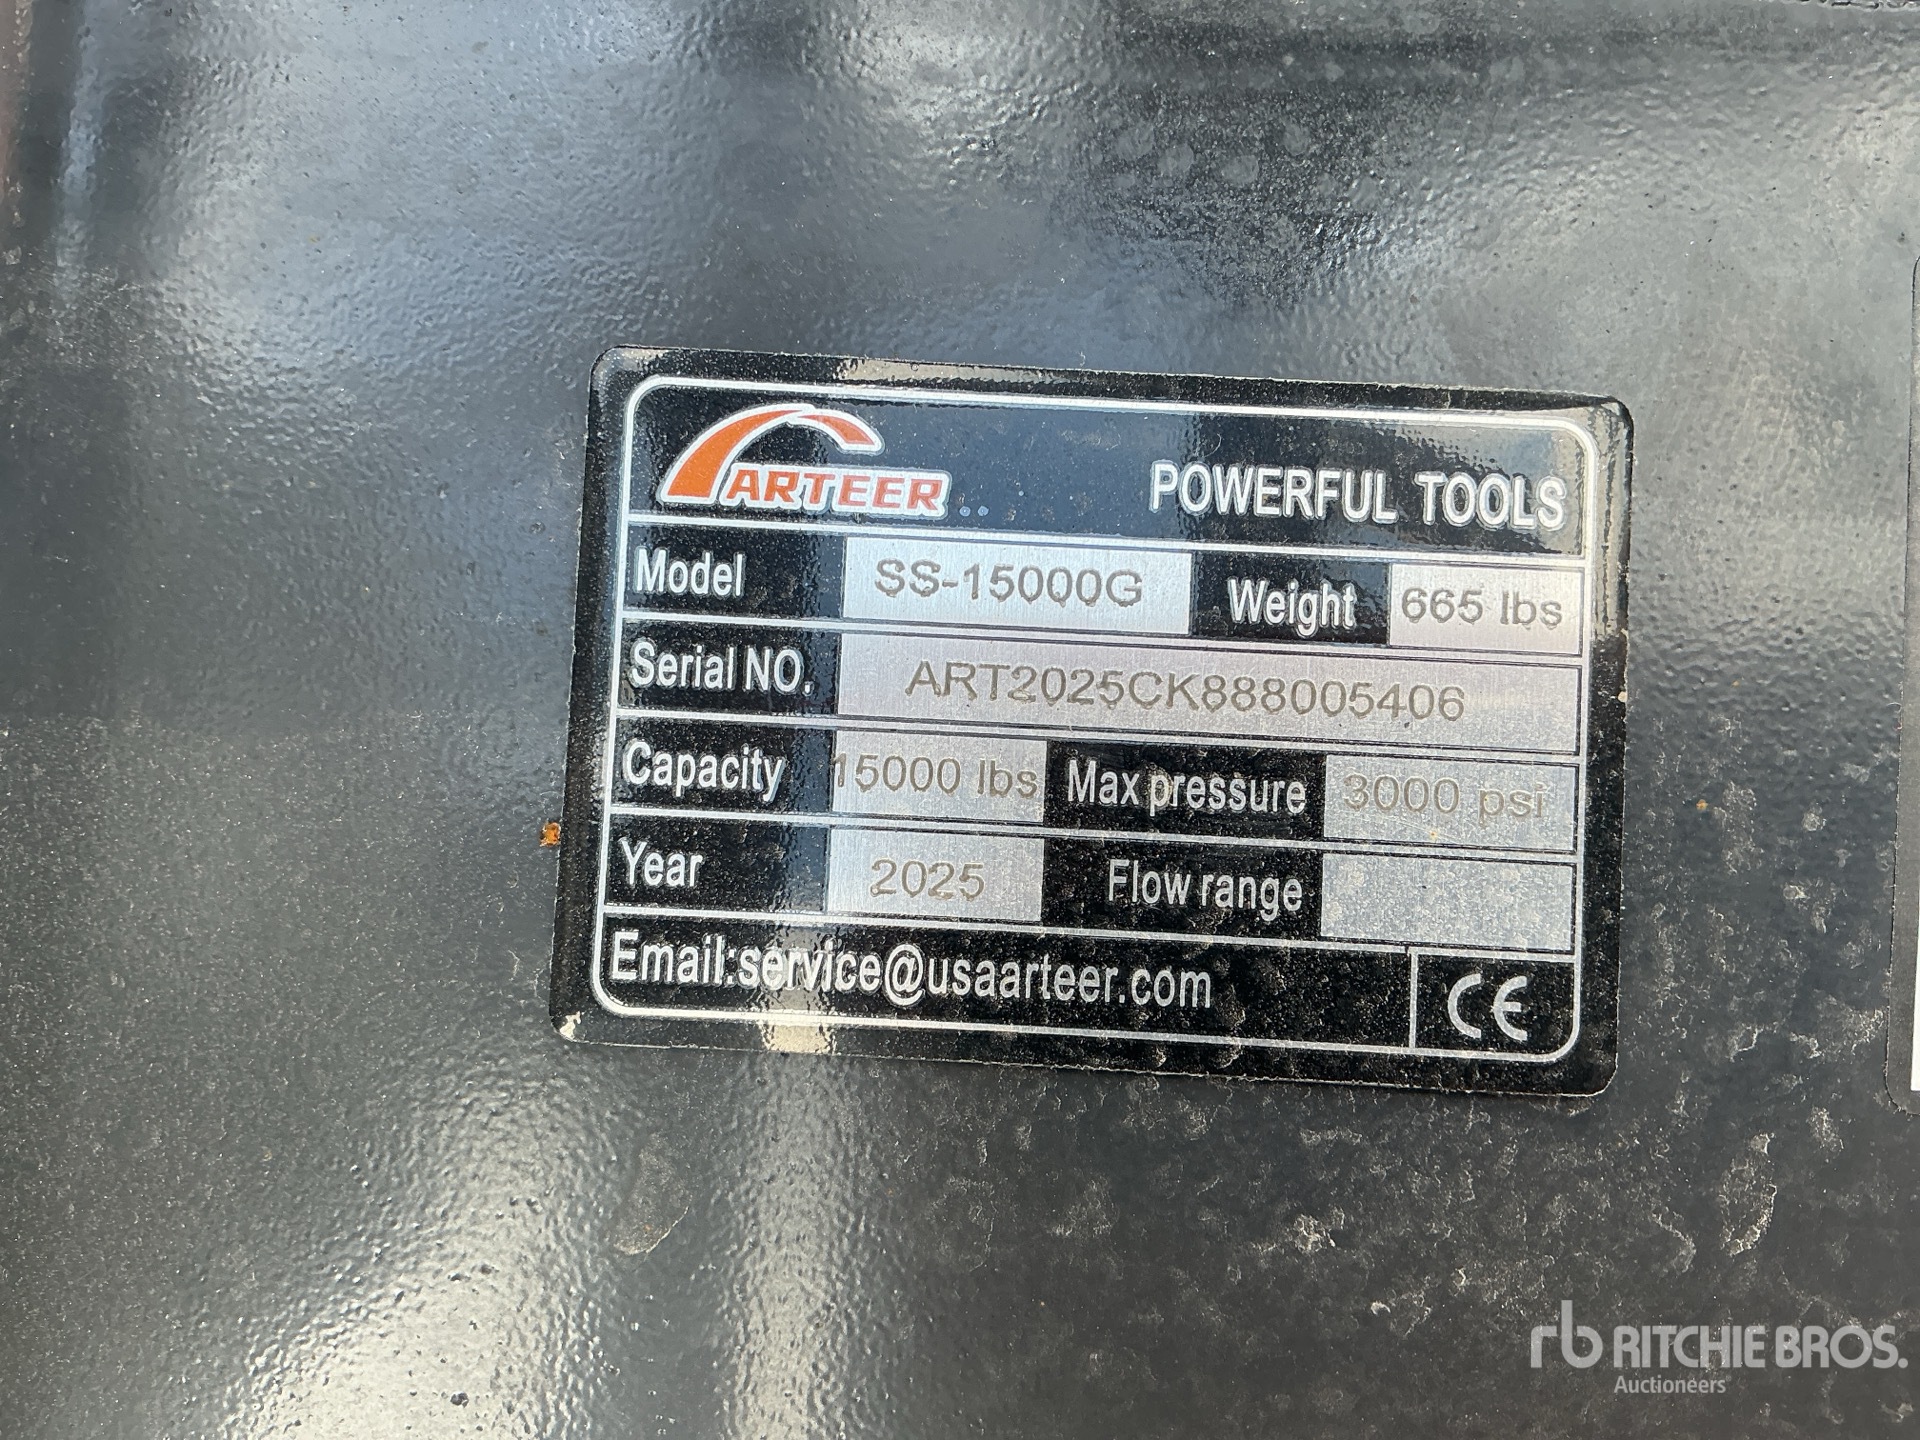 ARTEER POWERFUL TOOLS
Model SS-15000G Weight 665 lbs
Serial NO. ART2025CK888005406
Capacity 15000 lbs Max pressure 3000 psi
Year 2025 Flow range
Email:service@usaarteer.com CE
rb RITCHIE BROS.
Auctioneers